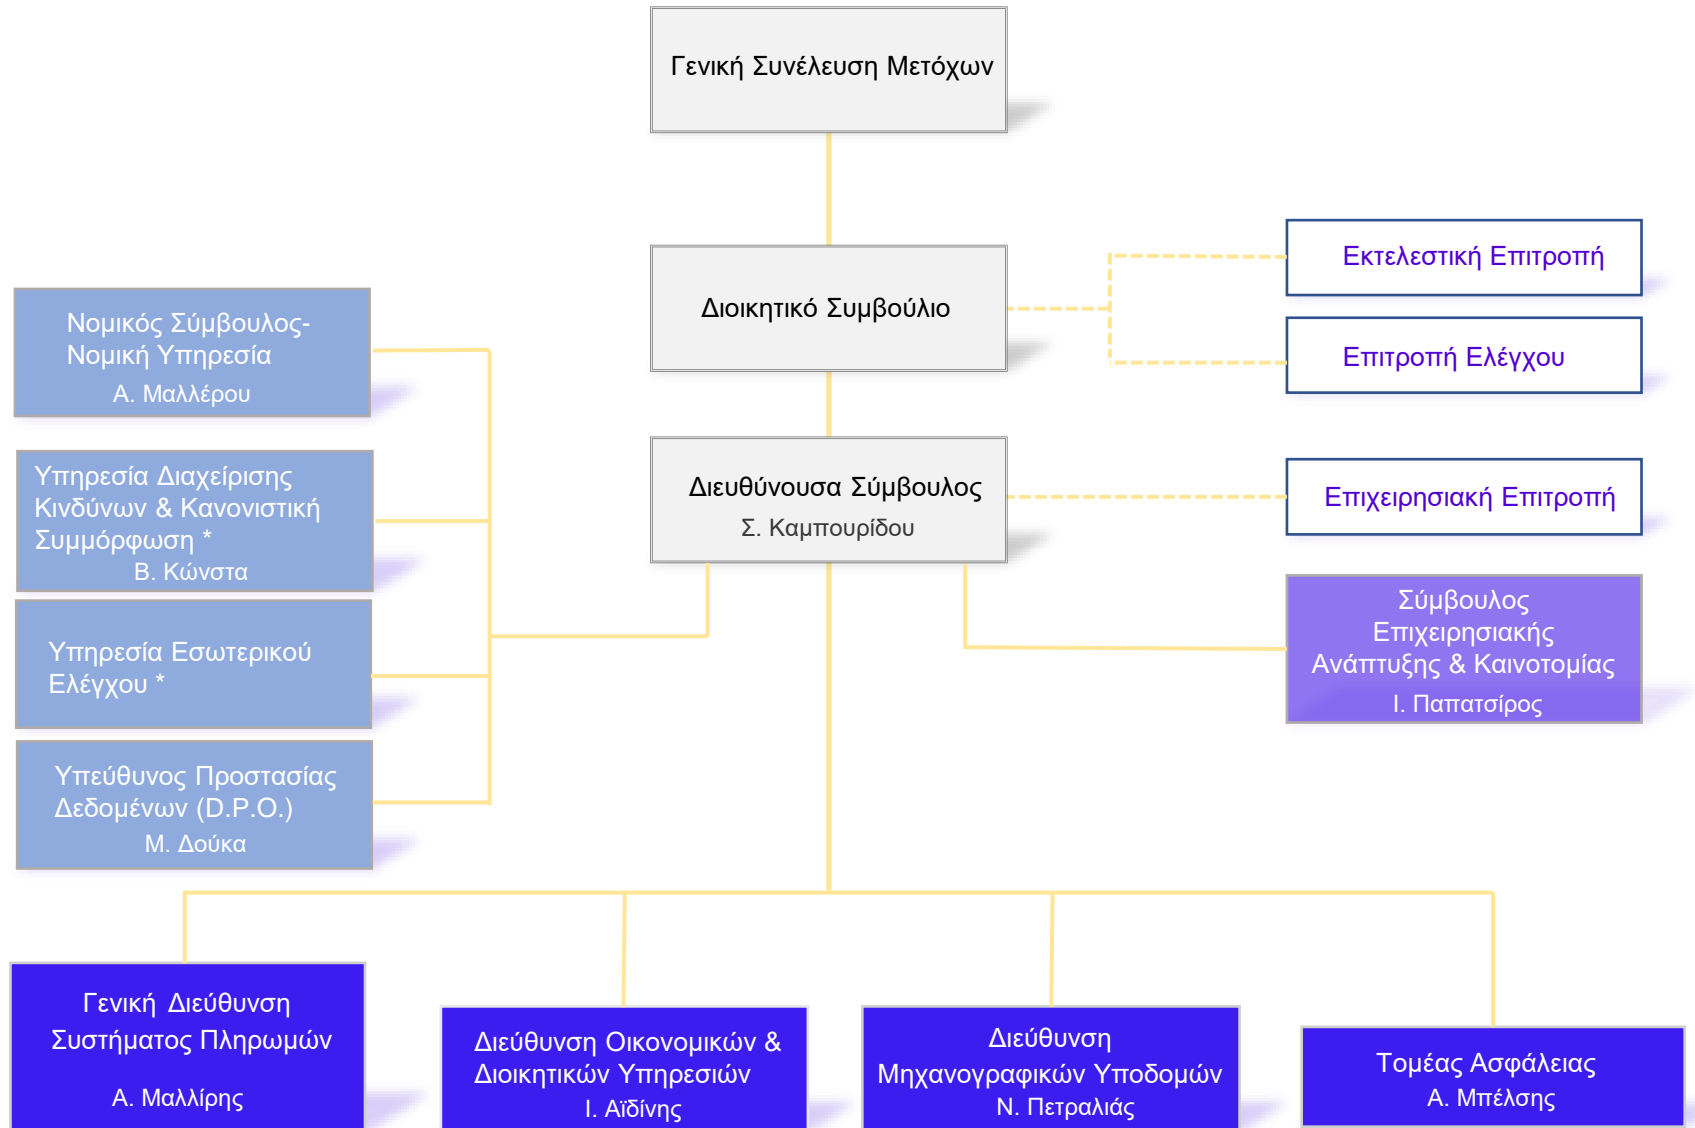 Γενική Συνέλευση Μετόχων
Διοικητικό Συμβούλιο
Εκτελεστική Επιτροπή
Επιτροπή Ελέγχου
Νομικός Σύμβουλος-
Νομική Υπηρεσία
Α. Μαλλέρου
Διευθύνουσα Σύμβουλος
Σ. Καμπουρίδου
Επιχειρησιακή Επιτροπή
Υπηρεσία Διαχείρισης
Κινδύνων & Κανονιστική
Συμμόρφωση *
Β. Κώνστα
Σύμβουλος
Επιχειρησιακής
Ανάπτυξης & Καινοτομίας
Ι. Παπατσίρος
Υπηρεσία Εσωτερικού
Ελέγχου *
Υπεύθυνος Προστασίας
Δεδομένων (D.P.O.)
Μ. Δούκα
Γενική Διεύθυνση
Συστήματος Πληρωμών
Α. Μαλλίρης
Διεύθυνση Οικονομικών &
Διοικητικών Υπηρεσιών
Ι. Αϊδίνης
Διεύθυνση
Μηχανογραφικών Υποδομών
Ν. Πετραλιάς
Τομέας Ασφάλειας
Α. Μπέλσης